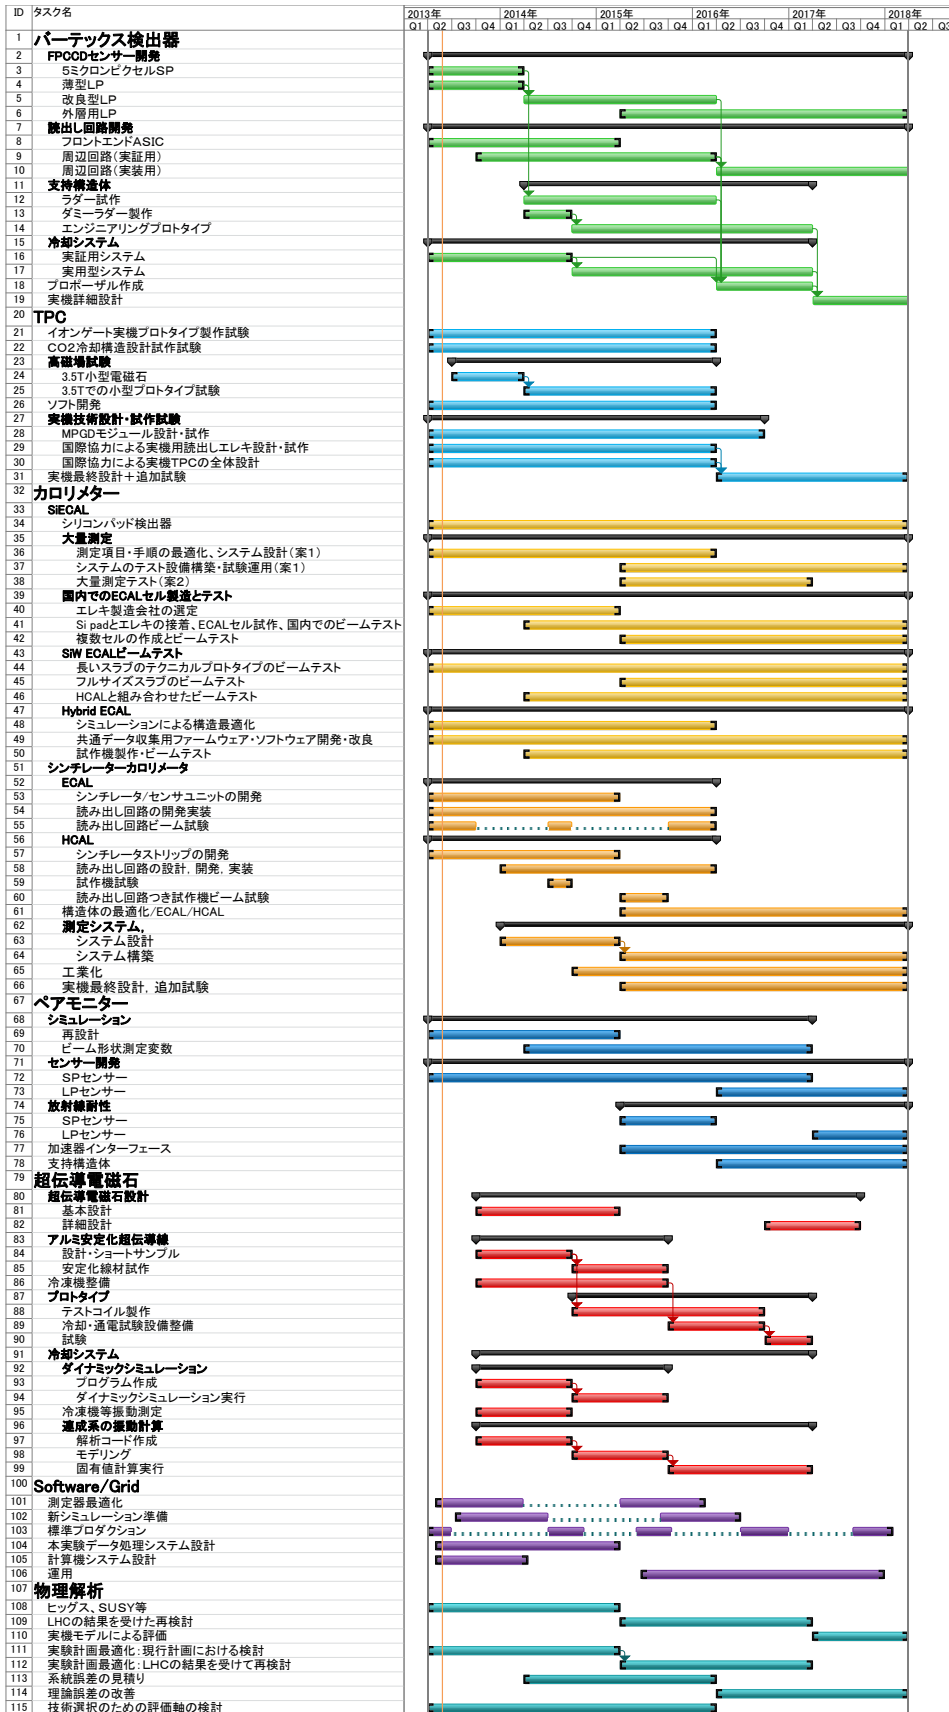 ID タスク名 2013年 2014年 2015年 2016年 2017年 2018年
Q1 Q2 Q3 Q4 Q1 Q2 Q3 Q4 Q1 Q2 Q3 Q4 Q1 Q2 Q3 Q4 Q1 Q2 Q3 Q4 Q1 Q2 Q3
1 バーテックス検出器
2 FPCCDセンサー開発
3 5ミクロンピクセルSP
4 薄型LP
5 改良型LP
6 外層用LP
7 読出し回路開発
8 フロントエンドASIC
9 周辺回路(実証用)
10 周辺回路(実装用)
11 支持構造体
12 ラダー試作
13 ダミーラダー製作
14 エンジニアリングプロトタイプ
15 冷却システム
16 実証用システム
17 実用型システム
18 プロポーザル作成
19 実機詳細設計
20 TPC
21 イオンゲート実機プロトタイプ製作試験
22 CO2冷却構造設計試作試験
23 高磁場試験
24 3.5T小型電磁石
25 3.5Tでの小型プロトタイプ試験
26 ソフト開発
27 実機技術設計・試作試験
28 MPGDモジュール設計・試作
29 国際協力による実機用読出しエレキ設計・試作
30 国際協力による実機TPCの全体設計
31 実機最終設計＋追加試験
32 カロリメター
33 SiECAL
34 シリコンパッド検出器
35 大量測定
36 測定項目・手順の最適化、システム設計(案1)
37 システムのテスト設備構築・試験運用(案1)
38 大量測定テスト(案2)
39 国内でのECALセル製造とテスト
40 エレキ製造会社の選定
41 Si padとエレキの接着、ECALセル試作、国内でのビームテスト
42 複数セルの作成とビームテスト
43 SiW ECALビームテスト
44 長いスラブのテクニカルプロトタイプのビームテスト
45 フルサイズスラブのビームテスト
46 HCALと組み合わせたビームテスト
47 Hybrid ECAL
48 シミュレーションによる構造最適化
49 共通データ収集用ファームウェア・ソフトウェア開発・改良
50 試作機製作・ビームテスト
51 シンチレーターカロリメータ
52 ECAL
53 シンチレータ/センサユニットの開発
54 読み出し回路の開発実装
55 読み出し回路ビーム試験
56 HCAL
57 シンチレータストリップの開発
58 読み出し回路の設計, 開発, 実装
59 試作機試験
60 読み出し回路つき試作機ビーム試験
61 構造体の最適化/ECAL/HCAL
62 測定システム,
63 システム設計
64 システム構築
65 工業化
66 実機最終設計, 追加試験
67 ペアモニター
68 シミュレーション
69 再設計
70 ビーム形状測定変数
71 センサー開発
72 SPセンサー
73 LPセンサー
74 放射線耐性
75 SPセンサー
76 LPセンサー
77 加速器インターフェース
78 支持構造体
79 超伝導電磁石
80 超伝導電磁石設計
81 基本設計
82 詳細設計
83 アルミ安定化超伝導線
84 設計・ショートサンプル
85 安定化線材試作
86 冷凍機整備
87 プロトタイプ
88 テストコイル製作
89 冷却・通電試験設備整備
90 試験
91 冷却システム
92 ダイナミックシミュレーション
93 プログラム作成
94 ダイナミックシミュレーション実行
95 冷凍機等振動測定
96 連成系の振動計算
97 解析コード作成
98 モデリング
99 固有値計算実行
100 Software/Grid
101 測定器最適化
102 新シミュレーション準備
103 標準プロダクション
104 本実験データ処理システム設計
105 計算機システム設計
106 運用
107 物理解析
108 ヒッグス、SUSY等
109 LHCの結果を受けた再検討
110 実機モデルによる評価
111 実験計画最適化：現行計画における検討
112 実験計画最適化：LHCの結果を受けて再検討
113 系統誤差の見積り
114 理論誤差の改善
115 技術選択のための評価軸の検討